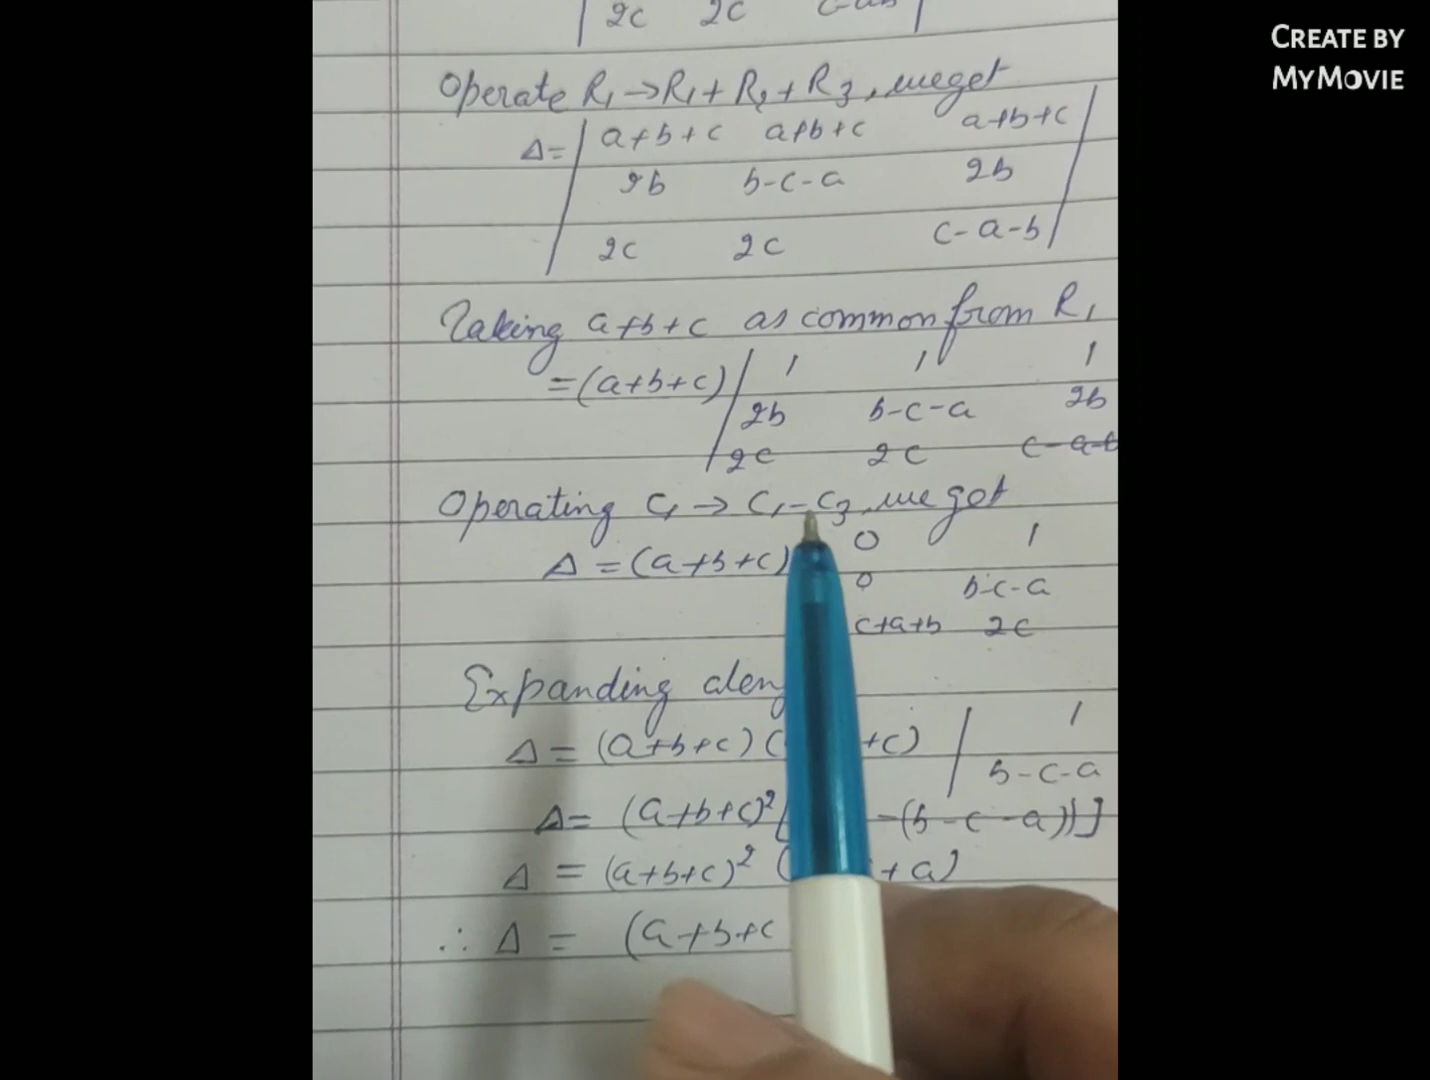 2c 2c c-ab
Operate R₁→R₁+R₂+R₃, we get
Δ= | a+b+c a+b+c a+b+c |
2b b-c-a 2b
2c 2c c-a-b
Taking a+b+c as common from R₁
=(a+b+c) | 1 1 1
2b b-c-a 2b
2c 2c c-a-b
Operating C₁ → C₁-C₃, we get
Δ = (a+b+c) 0 1
0 b-c-a
c+a+b 2c
Expanding along
Δ = (a+b+c) ( +c) | 1
b-c-a
Δ= (a+b+c)² [ -(b-c-a))]
Δ = (a+b+c)² ( +a)
∴ Δ = (a+b+c
CREATE BY
MYMOVIE